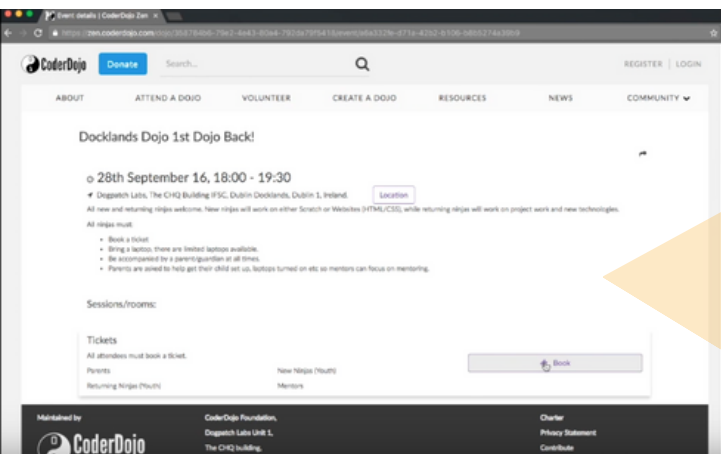 Event details | CoderDojo Zen
CoderDojo
Donate
Search...
REGISTER | LOGIN
ABOUT ATTEND A DOJO VOLUNTEER CREATE A DOJO RESOURCES NEWS COMMUNITY
Docklands Dojo 1st Dojo Back!
28th September 16, 18:00 - 19:30
Dogpatch Labs, The CHQ Building IFSC, Dublin Docklands, Dublin 1, Ireland. Location
All new and returning ninjas welcome. New ninjas will work on either Scratch or Websites (HTML/CSS), while returning ninjas will work on project work and new technologies.
All ninjas must:
• Book a ticket
• Bring a laptop, there are limited laptops available.
• Be accompanied by a parent/guardian at all times.
• Parents are asked to help get their child set up, laptops turned on etc so mentors can focus on mentoring.
Sessions/rooms:
Tickets
All attendees must book a ticket.
Parents New Ninjas (Youth)
Returning Ninjas (Youth) Mentors
Book
Maintained by CoderDojo Foundation, Charter
Dogpatch Labs Unit 1, Privacy Statement
CoderDojo The CHQ building, Contribute